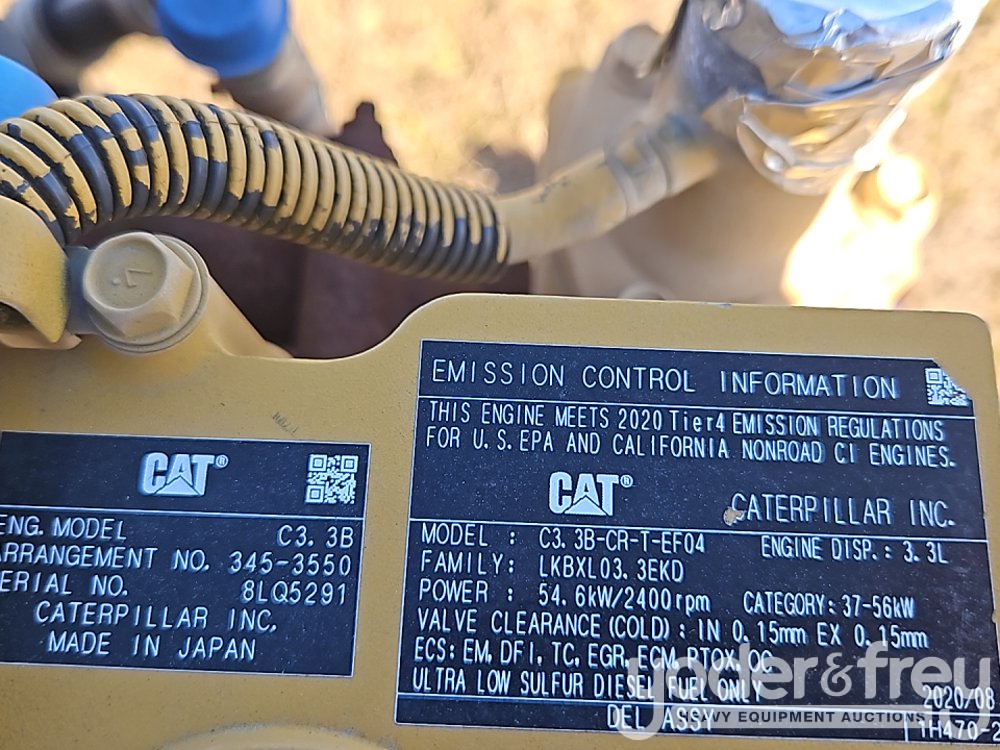 CAT®
ENG. MODEL C3.3B
ARRANGEMENT NO. 345-3550
ERIAL NO. 8LQ5291
CATERPILLAR INC.
MADE IN JAPAN
EMISSION CONTROL INFORMATION
THIS ENGINE MEETS 2020 Tier4 EMISSION REGULATIONS
FOR U.S. EPA AND CALIFORNIA NONROAD CI ENGINES.
CAT® CATERPILLAR INC.
MODEL : C3.3B-CR-T-EF04 ENGINE DISP.: 3.3L
FAMILY: LKBXL03.3EKD
POWER : 54.6kW/2400rpm CATEGORY: 37-56kW
VALVE CLEARANCE (COLD) : IN 0.15mm EX 0.15mm
ECS: EM, DFI, TC, EGR, ECM, PTOX, OC
ULTRA LOW SULFUR DIESEL FUEL ONLY 2020/08
DEL ASSY 1H470-2
yoder&frey
HEAVY EQUIPMENT AUCTIONS